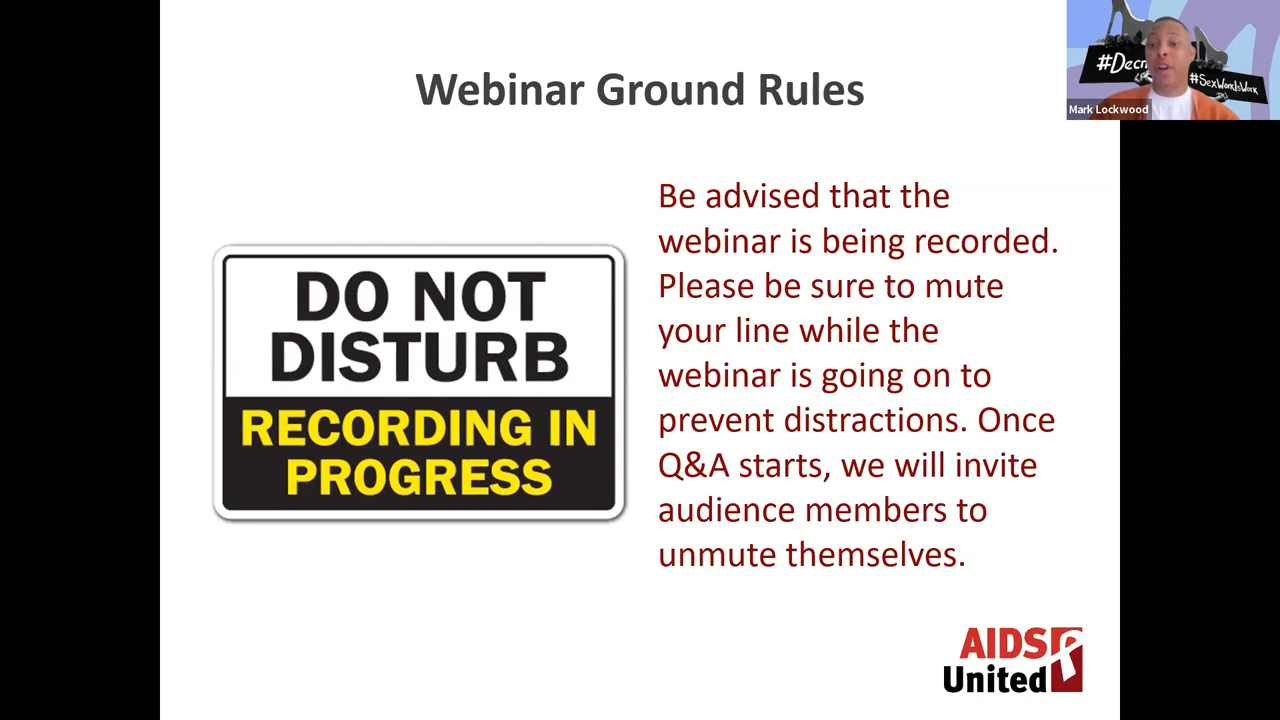 Webinar Ground Rules
#Decr
#SexWorkIsWork
Mark Lockwood
DO NOT
DISTURB
RECORDING IN
PROGRESS
Be advised that the
webinar is being recorded.
Please be sure to mute
your line while the
webinar is going on to
prevent distractions. Once
Q&A starts, we will invite
audience members to
unmute themselves.
AIDS
United